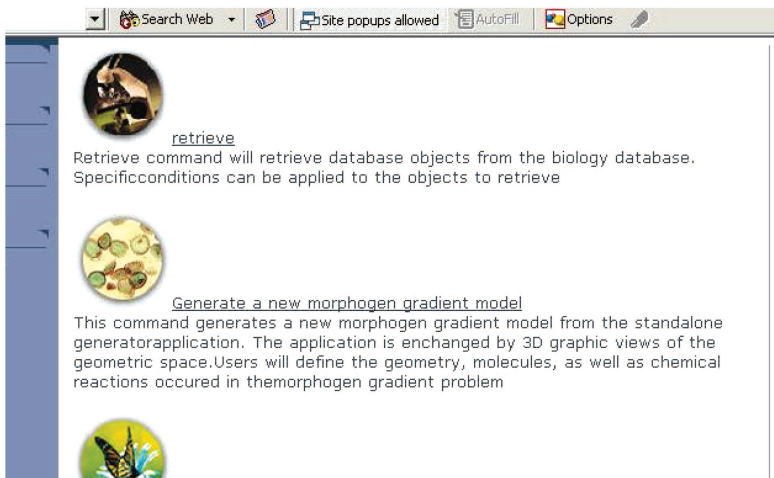 Search Web Site popups allowed AutoFill Options
retrieve
Retrieve command will retrieve database objects from the biology database.
Specificconditions can be applied to the objects to retrieve
Generate a new morphogen gradient model
This command generates a new morphogen gradient model from the standalone
generatorapplication. The application is enchanged by 3D graphic views of the
geometric space.Users will define the geometry, molecules, as well as chemical
reactions occured in themorphogen gradient problem